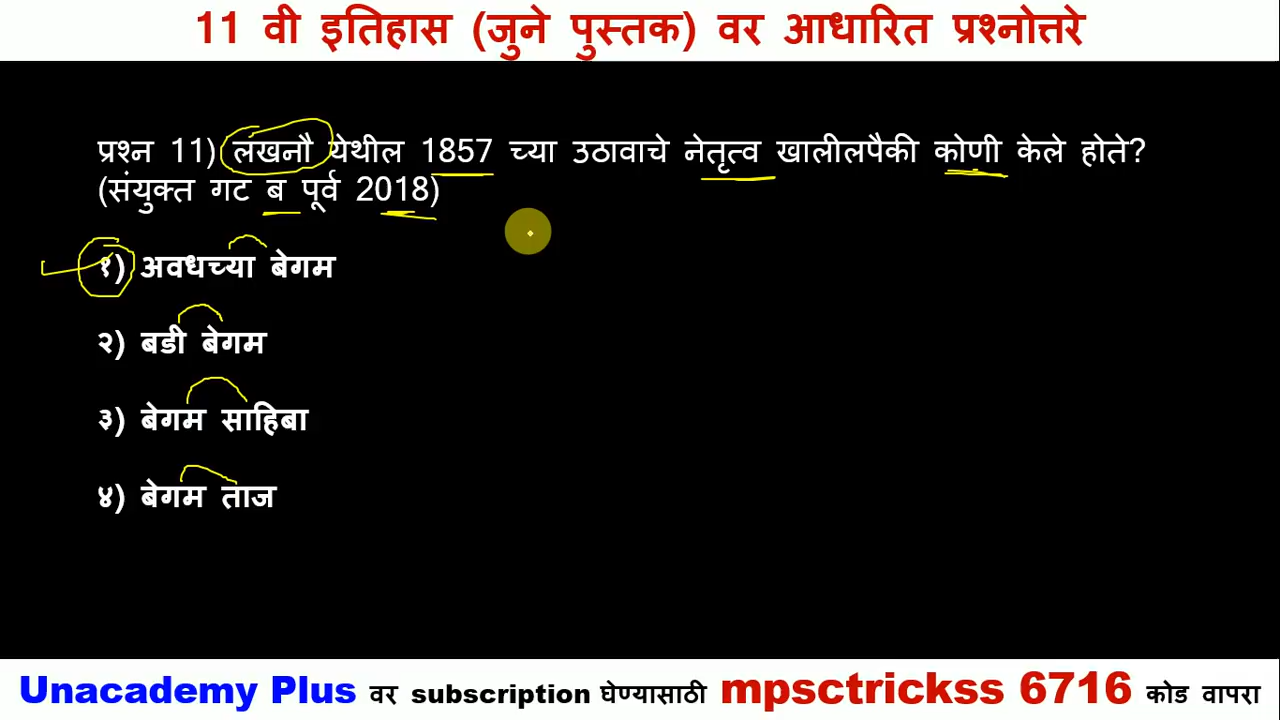 11 वी इतिहास (जुने पुस्तक) वर आधारित प्रश्नोत्तरे
प्रश्न 11) लखनौ येथील 1857 च्या उठावाचे नेतृत्व खालीलपैकी कोणी केले होते?
(संयुक्त गट ब पूर्व 2018)
१) अवधच्या बेगम
२) बडी बेगम
३) बेगम साहिबा
४) बेगम ताज
Unacademy Plus वर subscription घेण्यासाठी mpsctrickss 6716 कोड वापरा